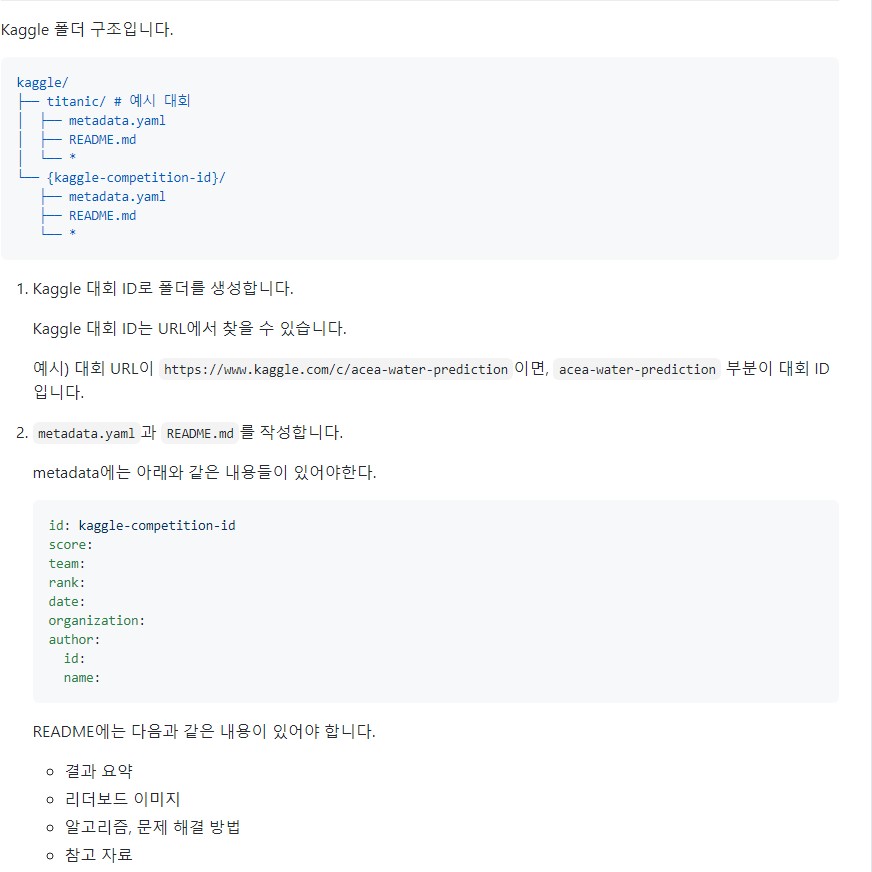 Kaggle 폴더 구조입니다.
kaggle/
├── titanic/ # 예시 대회
│  ├── metadata.yaml
│  ├── README.md
│  └── *
└── {kaggle-competition-id}/
   ├── metadata.yaml
   ├── README.md
   └── *
1. Kaggle 대회 ID로 폴더를 생성합니다.
Kaggle 대회 ID는 URL에서 찾을 수 있습니다.
예시) 대회 URL이 https://www.kaggle.com/c/acea-water-prediction 이면, acea-water-prediction 부분이 대회 ID
입니다.
2. metadata.yaml 과 README.md 를 작성합니다.
metadata에는 아래와 같은 내용들이 있어야한다.
id: kaggle-competition-id
score:
team:
rank:
date:
organization:
author:
  id:
  name:
README에는 다음과 같은 내용이 있어야 합니다.
○ 결과 요약
○ 리더보드 이미지
○ 알고리즘, 문제 해결 방법
○ 참고 자료